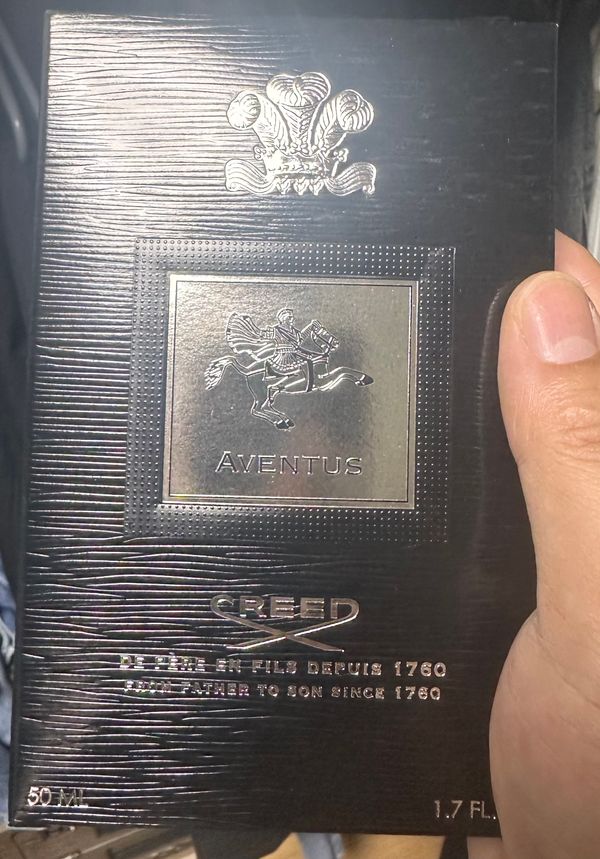 AVENTUS
CREED
DE PÈRE EN FILS DEPUIS 1760
FROM FATHER TO SON SINCE 1760
50 ML
1.7 FL.